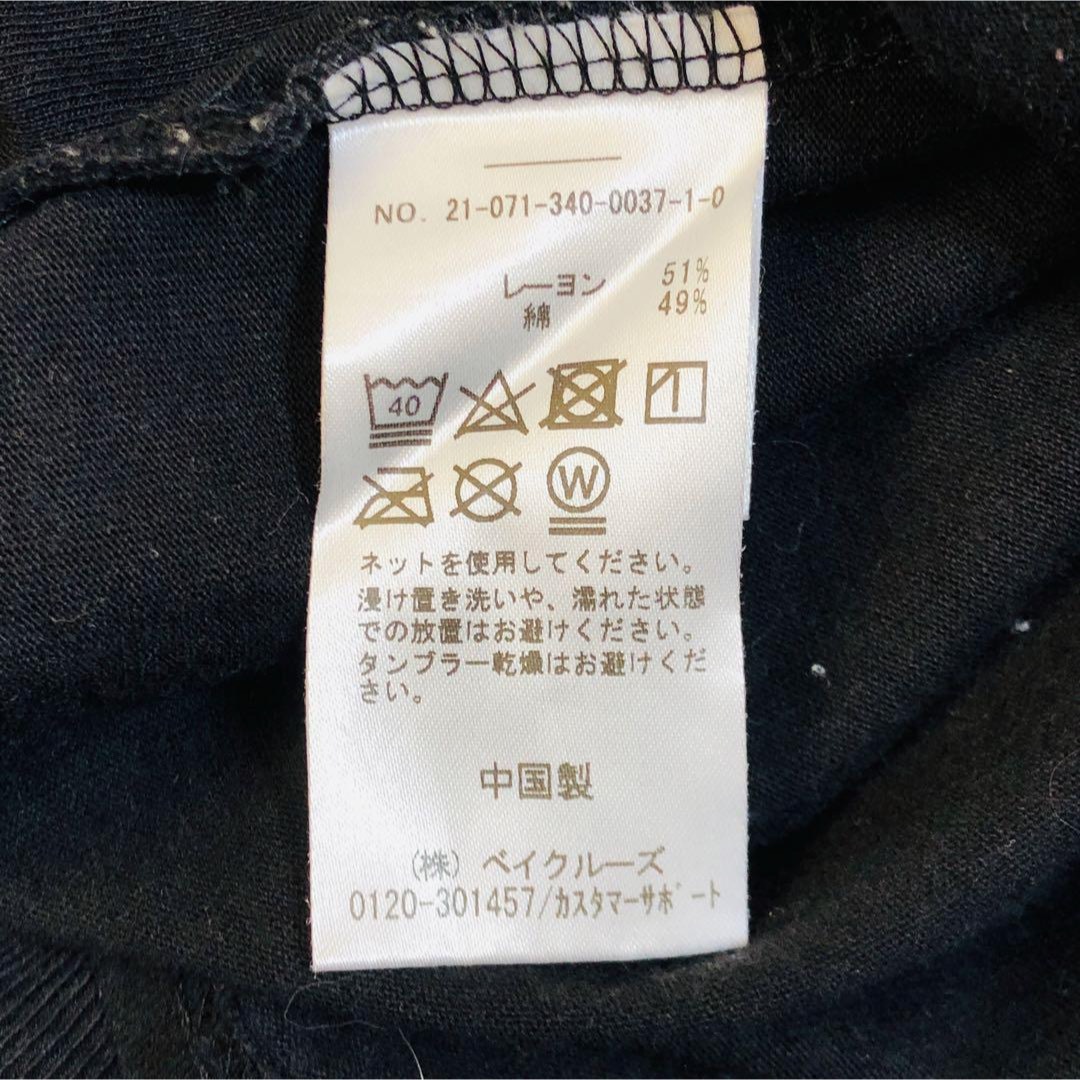 NO. 21-071-340-0037-1-0
レーヨン 51%
綿 49%
40
W
ネットを使用してください。
浸け置き洗いや、濡れた状態
での放置はお避けください。
タンブラー乾燥はお避けくだ
さい。
中国製
(株) ベイクルーズ
0120-301457/カスタマーサポート